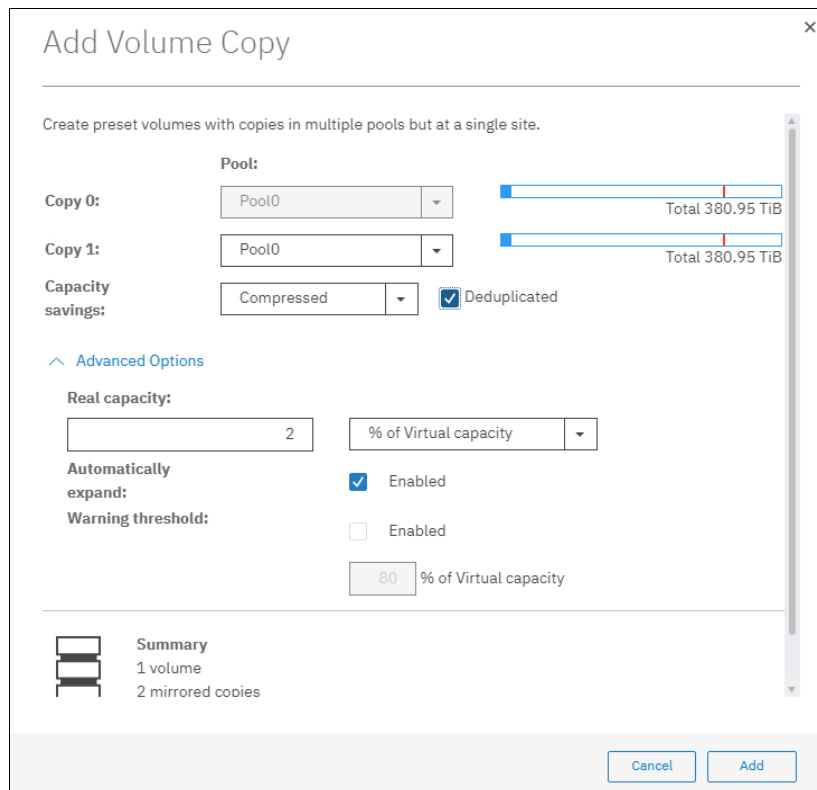 Add Volume Copy
Create preset volumes with copies in multiple pools but at a single site.
Pool:
Copy 0:
Pool0
Total 380.95 TiB
Copy 1:
Pool0
Total 380.95 TiB
Capacity
savings:
Compressed
Deduplicated
Advanced Options
Real capacity:
2
% of Virtual capacity
Automatically
expand:
Enabled
Warning threshold:
Enabled
80
% of Virtual capacity
Summary
1 volume
2 mirrored copies
Cancel
Add